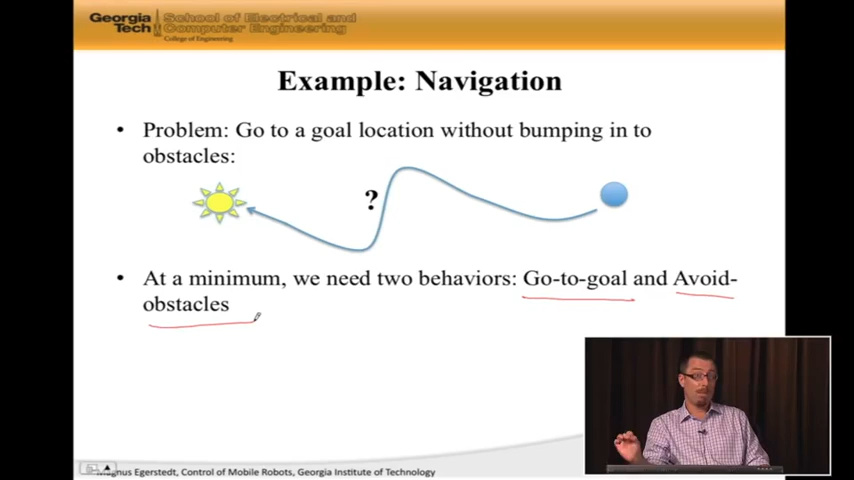 Georgia Tech
School of Electrical and
Computer Engineering
College of Engineering
Example: Navigation
• Problem: Go to a goal location without bumping in to
obstacles:
?
• At a minimum, we need two behaviors: Go-to-goal and Avoid-
obstacles
Magnus Egerstedt, Control of Mobile Robots, Georgia Institute of Technology